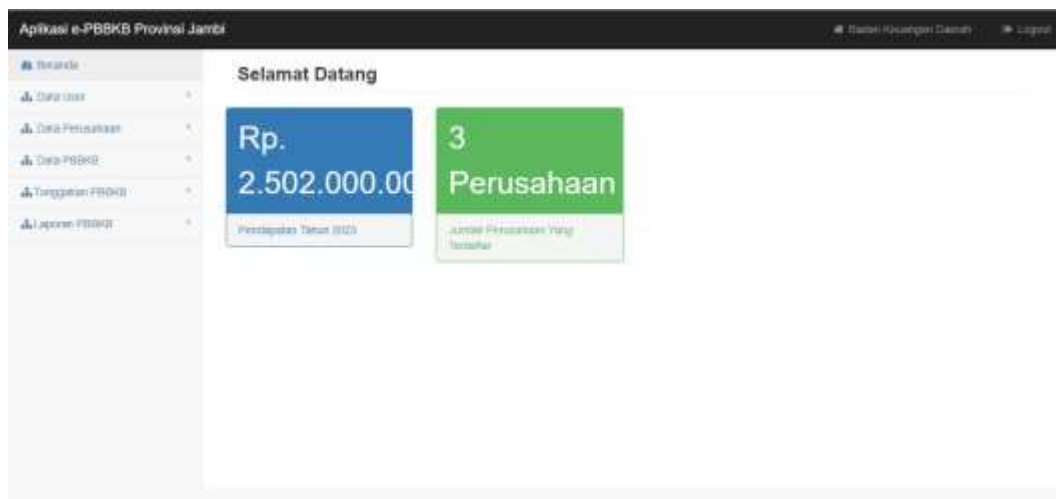 Aplikasi e-PBBKB Provinsi Jambi
Badan Keuangan Daerah
Logout
Beranda
Data User
Data Perusahaan
Data PBBKB
Tunggakan PBBKB
Laporan PBBKB
Selamat Datang
Rp.
2.502.000.00
Pendapatan Tahun 2023
3
Perusahaan
Jumlah Perusahaan Yang
Terdaftar